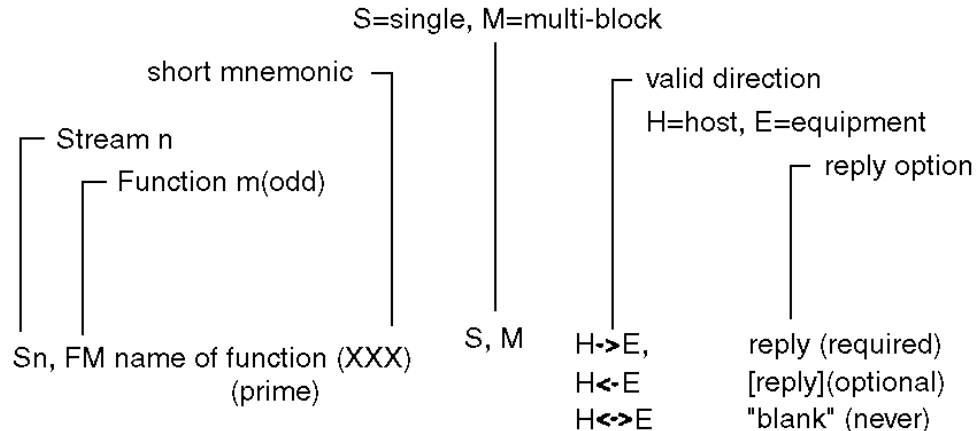 S=single, M=multi-block
short mnemonic
valid direction
H=host, E=equipment
Stream n
reply option
Function m(odd)
Sn, FM name of function (XXX)
(prime)
S, M
H->E,
reply (required)
H<-E
[reply](optional)
H<->E
"blank" (never)